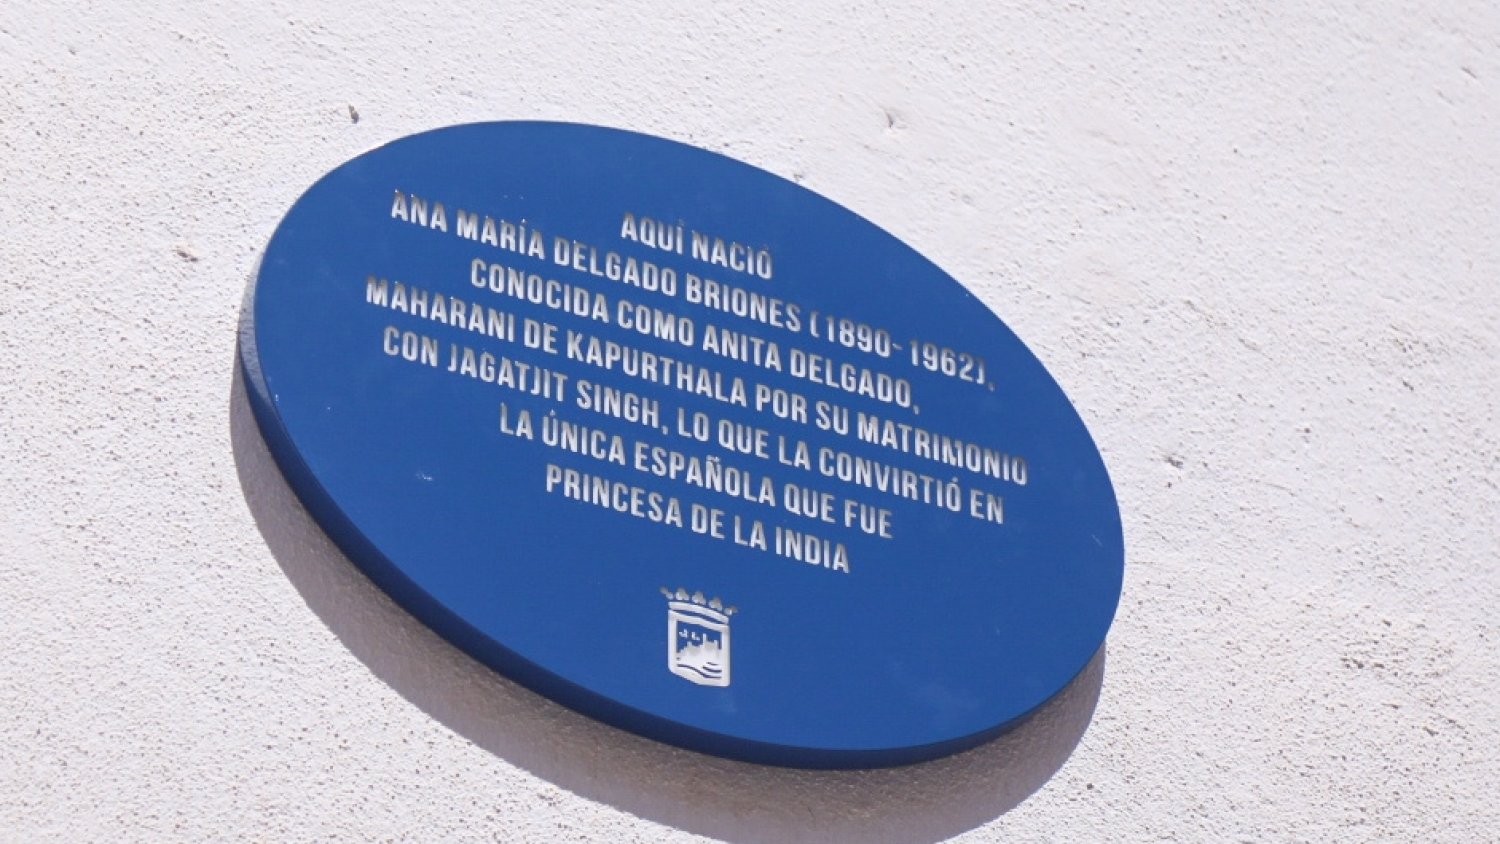 AQUÍ NACIÓ
ANA MARÍA DELGADO BRIONES (1890-1962),
CONOCIDA COMO ANITA DELGADO,
MAHARANI DE KAPURTHALA POR SU MATRIMONIO
CON JAGATJIT SINGH, LO QUE LA CONVIRTIÓ EN
LA ÚNICA ESPAÑOLA QUE FUE
PRINCESA DE LA INDIA